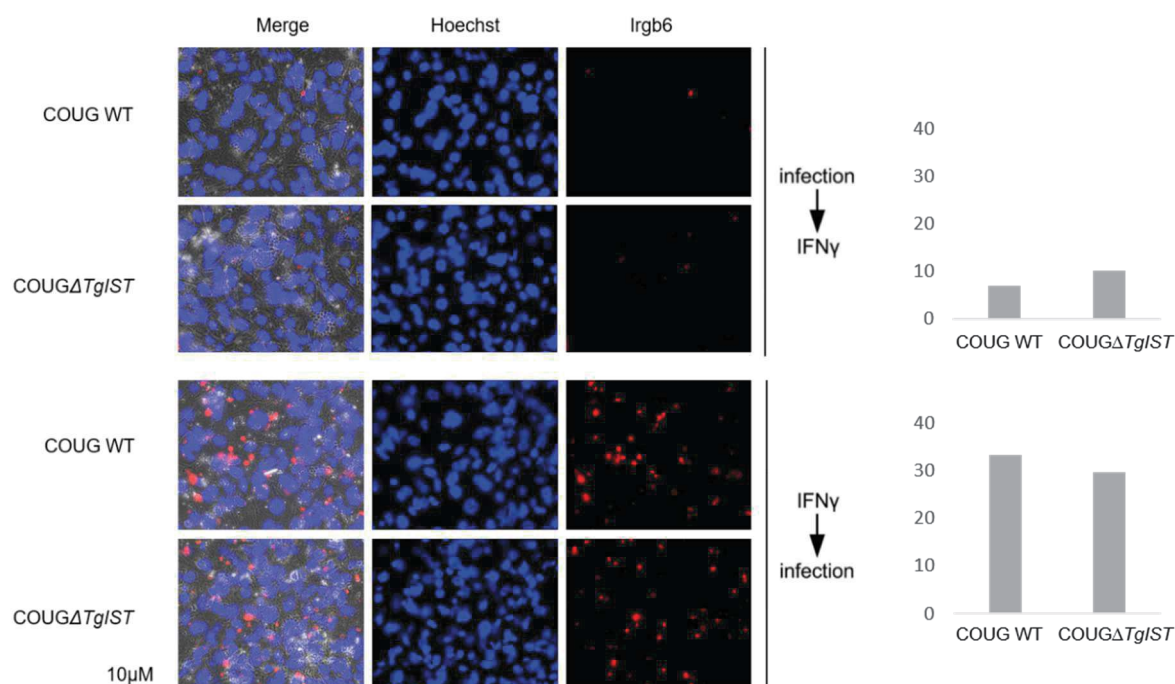 Merge Hoechst Irgb6
COUG WT
COUGΔTgIST
infection
IFNγ
40
30
20
10
0
COUG WT COUGΔTgIST
COUG WT
COUGΔTgIST
10μM
IFNγ
infection
40
30
20
10
0
COUG WT COUGΔTgIST